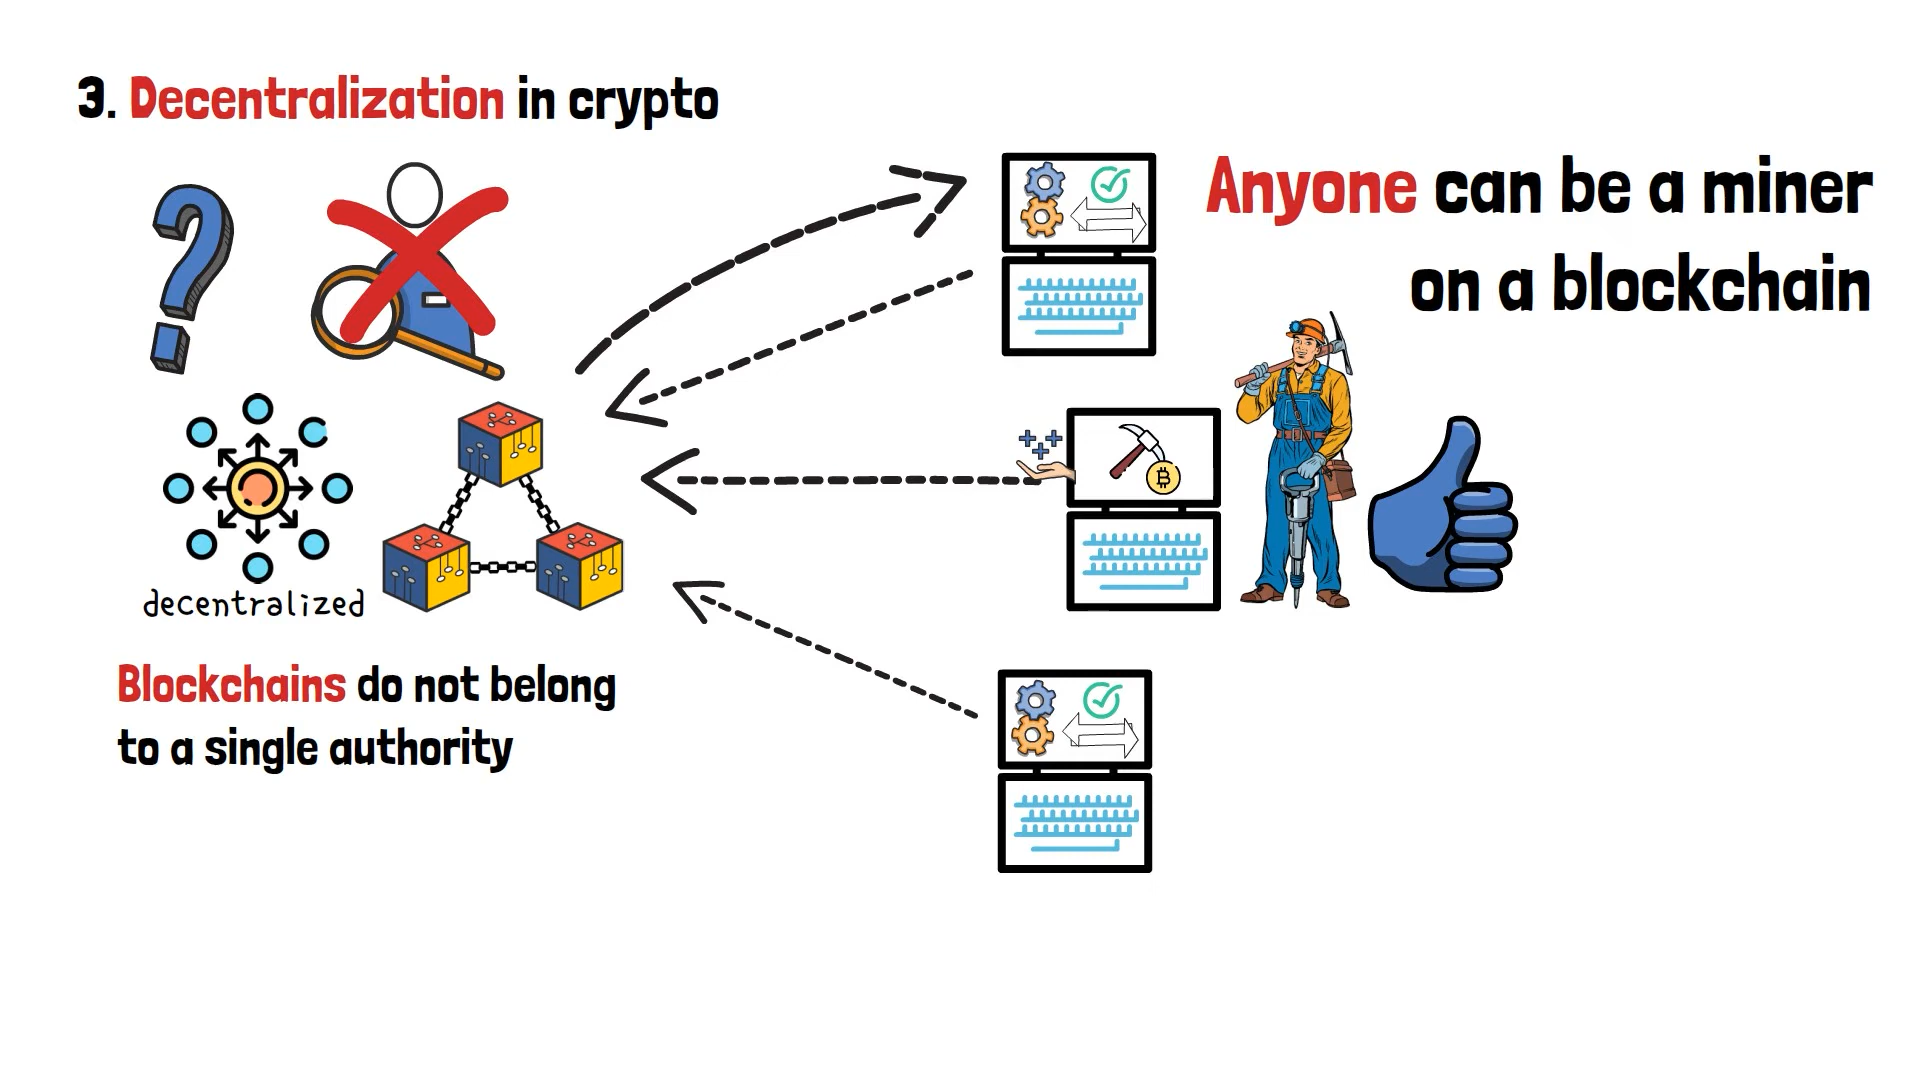 3. Decentralization in crypto
Anyone can be a miner
on a blockchain
decentralized
Blockchains do not belong
to a single authority